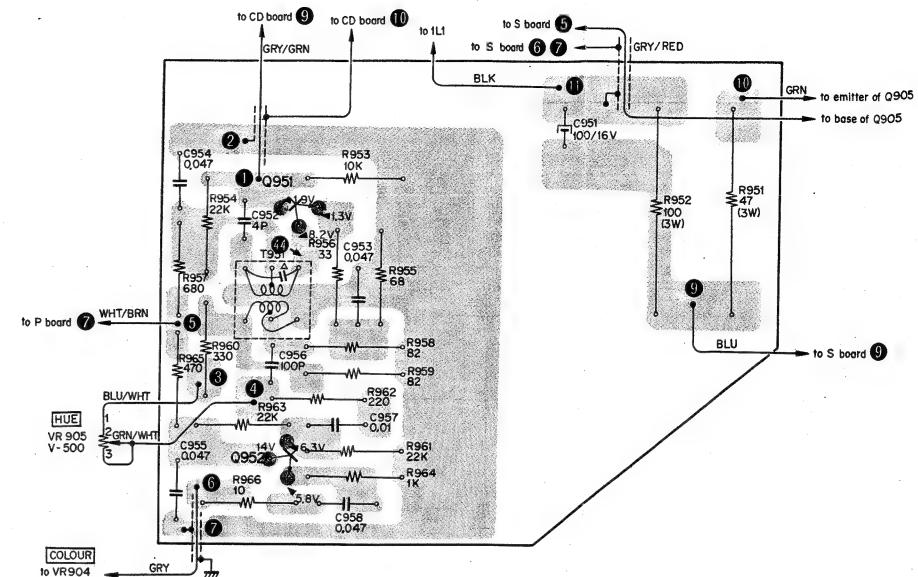 to CD board 9
to CD board 10
to 1L1
to S board 5
to S board 6 7
GRY/GRN
GRY/RED
BLK
11
10
GRN
to emitter of Q905
to base of Q905
C951
100/16V
2
C954
0.047
R953
10K
1
Q951
R954
22K
C952
4P
1.9V
1.3V
8.2V
R956
33
C953
0.047
R952
100
(3W)
R951
47
(3W)
44
T951
R955
68
R957
680
9
WHT/BRN
to P board 7
5
R960
330
R958
82
BLU
to S board 9
R965
470
C956
100P
R959
82
3
BLU/WHT
4
R962
220
HUE
VR 905
V-500
1
2
3
GRN/WHT
R963
22K
C957
0.01
C955
0.047
14V
6.3V
Q952
R961
22K
R964
1K
6
R966
10
5.8V
C958
0.047
7
COLOUR
to VR904
GRY